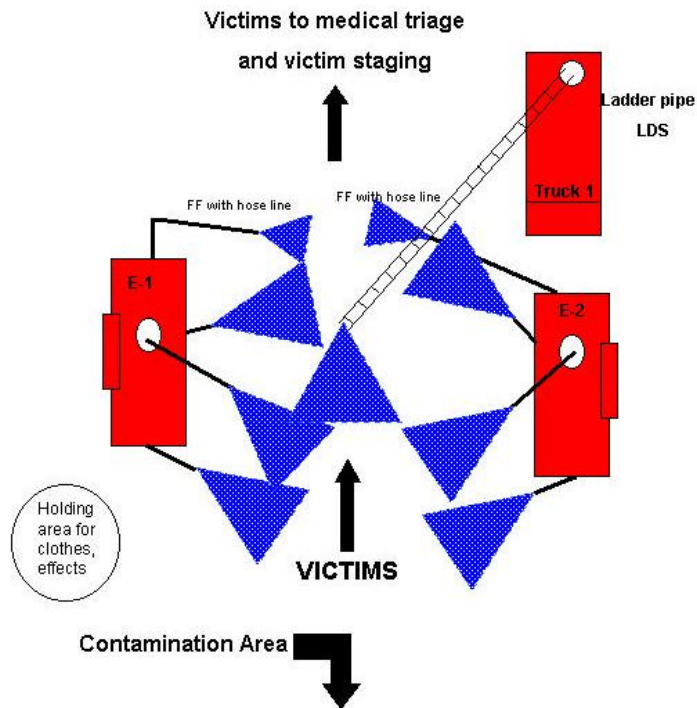 Victims to medical triage
and victim staging
Ladder pipe
LDS
Truck 1
FF with hose line
FF with hose line
E-1
E-2
Holding
area for
clothes,
effects
VICTIMS
Contamination Area